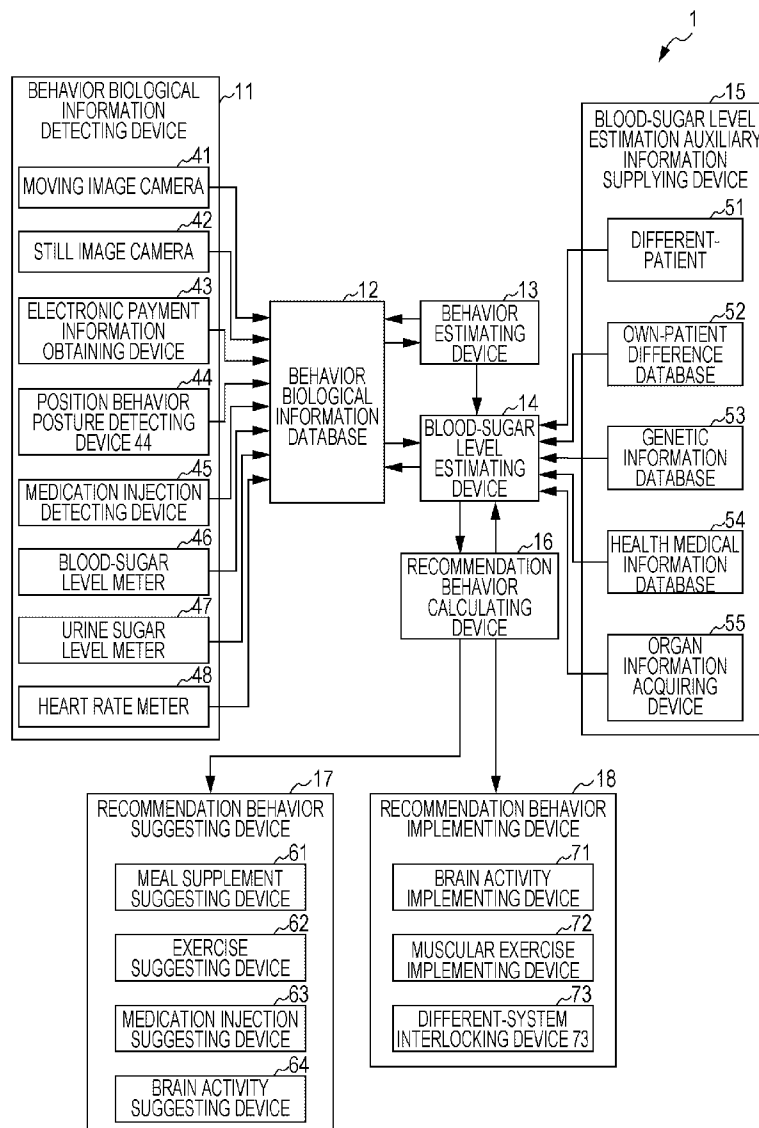 1
11
BEHAVIOR BIOLOGICAL
INFORMATION
DETECTING DEVICE
41
MOVING IMAGE CAMERA
42
STILL IMAGE CAMERA
43
ELECTRONIC PAYMENT
INFORMATION
OBTAINING DEVICE
44
POSITION BEHAVIOR
POSTURE DETECTING
DEVICE 44
45
MEDICATION INJECTION
DETECTING DEVICE
46
BLOOD-SUGAR
LEVEL METER
47
URINE SUGAR
LEVEL METER
48
HEART RATE METER
12
BEHAVIOR
BIOLOGICAL
INFORMATION
DATABASE
13
BEHAVIOR
ESTIMATING
DEVICE
14
BLOOD-SUGAR
LEVEL
ESTIMATING
DEVICE
16
RECOMMENDATION
BEHAVIOR
CALCULATING
DEVICE
15
BLOOD-SUGAR LEVEL
ESTIMATION AUXILIARY
INFORMATION
SUPPLYING DEVICE
51
DIFFERENT-
PATIENT
52
OWN-PATIENT
DIFFERENCE
DATABASE
53
GENETIC
INFORMATION
DATABASE
54
HEALTH MEDICAL
INFORMATION
DATABASE
55
ORGAN
INFORMATION
ACQUIRING
DEVICE
17
RECOMMENDATION BEHAVIOR
SUGGESTING DEVICE
61
MEAL SUPPLEMENT
SUGGESTING DEVICE
62
EXERCISE
SUGGESTING DEVICE
63
MEDICATION INJECTION
SUGGESTING DEVICE
64
BRAIN ACTIVITY
SUGGESTING DEVICE
18
RECOMMENDATION BEHAVIOR
IMPLEMENTING DEVICE
71
BRAIN ACTIVITY
IMPLEMENTING DEVICE
72
MUSCULAR EXERCISE
IMPLEMENTING DEVICE
73
DIFFERENT-SYSTEM
INTERLOCKING DEVICE 73